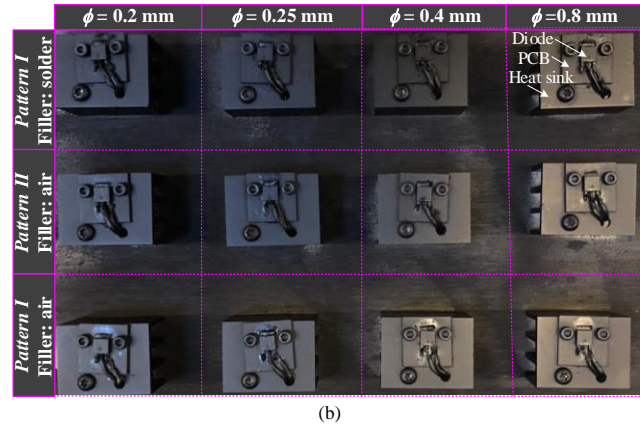 ϕ = 0.2 mm
ϕ = 0.25 mm
ϕ = 0.4 mm
ϕ =0.8 mm
Pattern I
Filler: solder
Diode
PCB
Heat sink
Pattern II
Filler: air
Pattern I
Filler: air
(b)